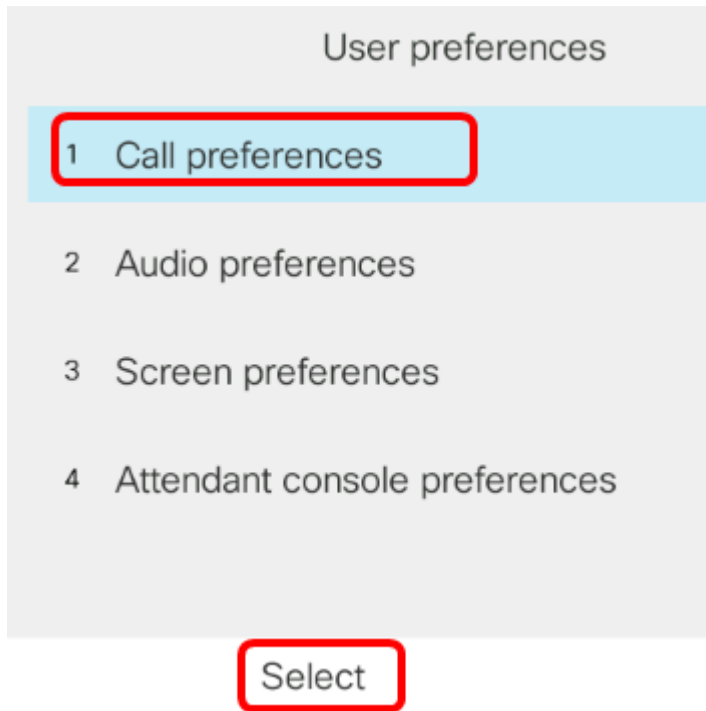 User preferences
1 Call preferences
2 Audio preferences
3 Screen preferences
4 Attendant console preferences
Select